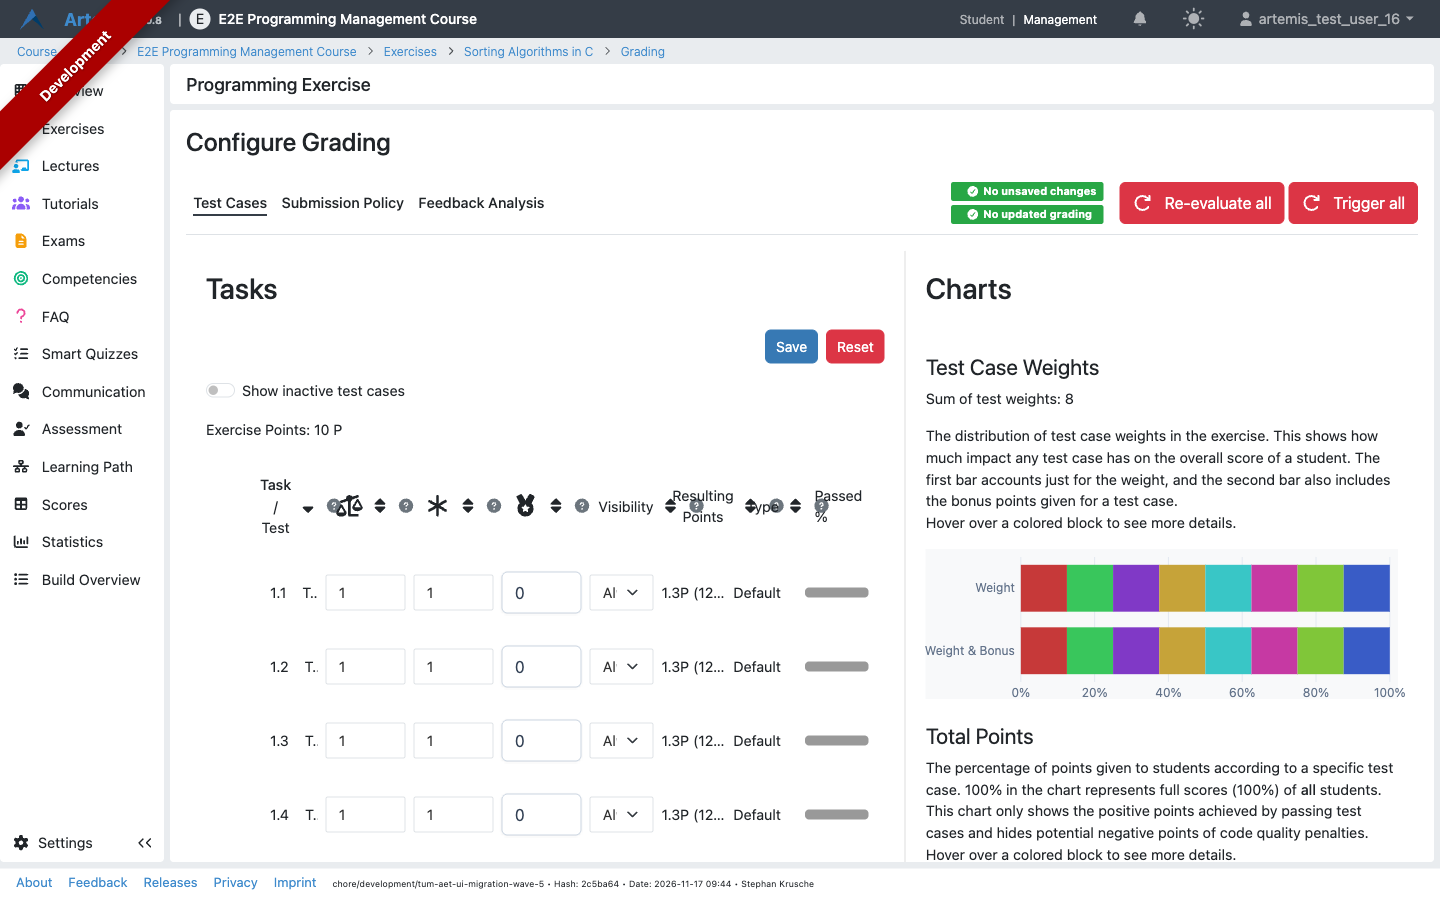 E E2E Programming Management Course
Student | Management
artemis_test_user_16
Development
Course > E2E Programming Management Course > Exercises > Sorting Algorithms in C > Grading
Exercises
Lectures
Tutorials
Exams
Competencies
FAQ
Smart Quizzes
Communication
Assessment
Learning Path
Scores
Statistics
Build Overview
Settings
Programming Exercise
Configure Grading
Test Cases Submission Policy Feedback Analysis
No unsaved changes
No updated grading
Re-evaluate all
Trigger all
Tasks
Save Reset
Show inactive test cases
Exercise Points: 10 P
Task / Test
Visibility
Resulting Points
Passed %
1.1 T.. 1 1 0 1.3P (12... Default
1.2 T.. 1 1 0 1.3P (12... Default
1.3 T.. 1 1 0 1.3P (12... Default
1.4 T.. 1 1 0 1.3P (12... Default
Charts
Test Case Weights
Sum of test weights: 8
The distribution of test case weights in the exercise. This shows how
much impact any test case has on the overall score of a student. The
first bar accounts just for the weight, and the second bar also includes
the bonus points given for a test case.
Hover over a colored block to see more details.
Weight
Weight & Bonus
0% 20% 40% 60% 80% 100%
Total Points
The percentage of points given to students according to a specific test
case. 100% in the chart represents full scores (100%) of all students.
This chart only shows the positive points achieved by passing test
cases and hides potential negative points of code quality penalties.
Hover over a colored block to see more details.
About Feedback Releases Privacy Imprint
chore/development/tum-aet-ui-migration-wave-5 • Hash: 2c5ba64 • Date: 2026-11-17 09:44 • Stephan Krusche